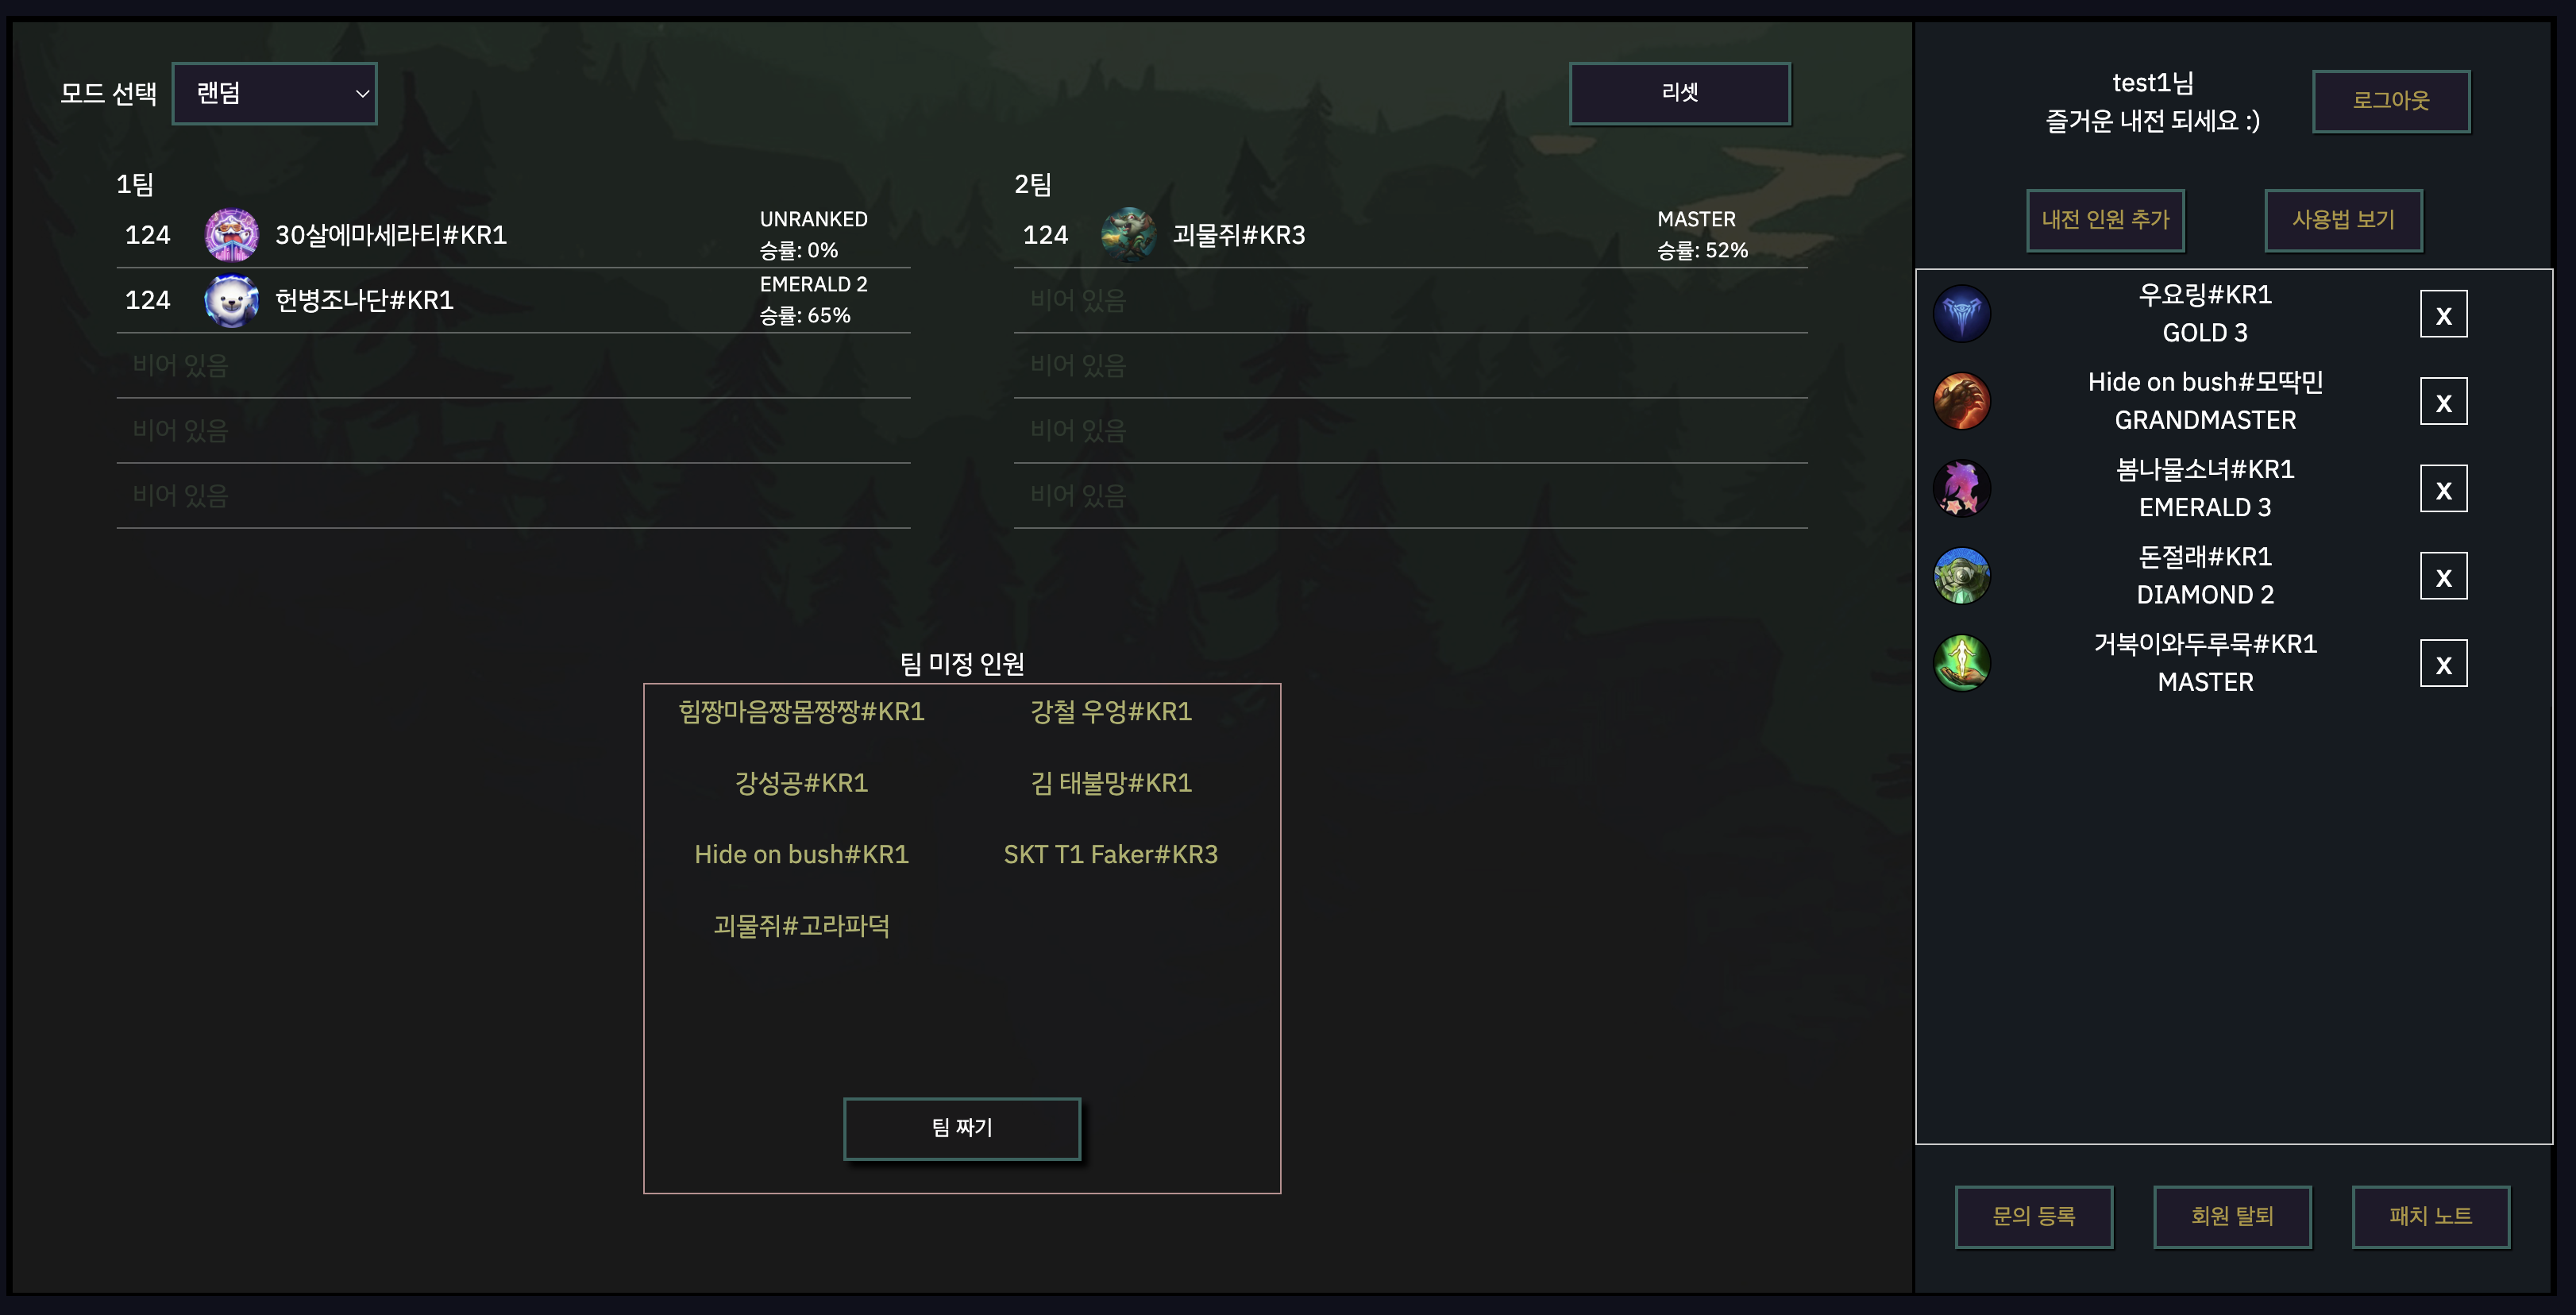 모드 선택
랜덤
리셋
1팀
124 30살에마세라티#KR1 UNRANKED
승률: 0%
124 헌병조나단#KR1 EMERALD 2
승률: 65%
비어 있음
비어 있음
비어 있음
2팀
124 괴물쥐#KR3 MASTER
승률: 52%
비어 있음
비어 있음
비어 있음
비어 있음
팀 미정 인원
힘짱마음짱몸짱짱#KR1 강철 우엉#KR1
강성공#KR1 김 태불망#KR1
Hide on bush#KR1 SKT T1 Faker#KR3
괴물쥐#고라파덕
팀 짜기
test1님
즐거운 내전 되세요 :)
로그아웃
내전 인원 추가
사용법 보기
우요링#KR1
GOLD 3
X
Hide on bush#모딱민
GRANDMASTER
X
봄나물소녀#KR1
EMERALD 3
X
돈절래#KR1
DIAMOND 2
X
거북이와두루묵#KR1
MASTER
X
문의 등록
회원 탈퇴
패치 노트